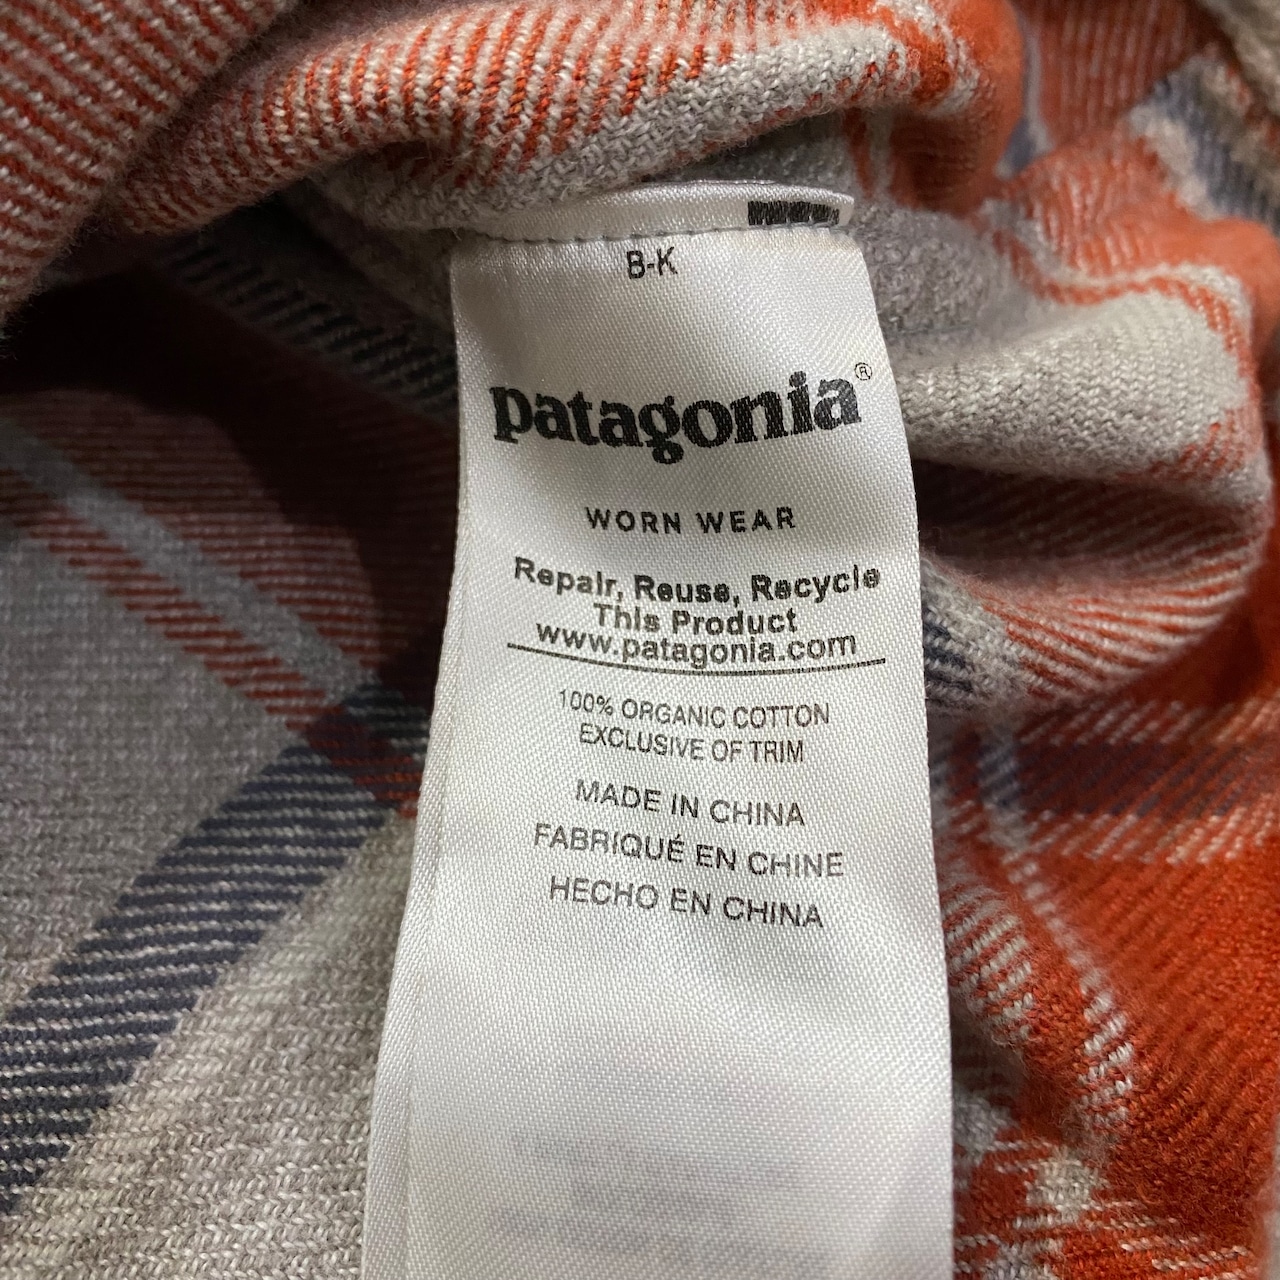 B-K
patagonia®
WORN WEAR
Repair, Reuse, Recycle
This Product
www.patagonia.com
100% ORGANIC COTTON
EXCLUSIVE OF TRIM
MADE IN CHINA
FABRIQUÉ EN CHINE
HECHO EN CHINA